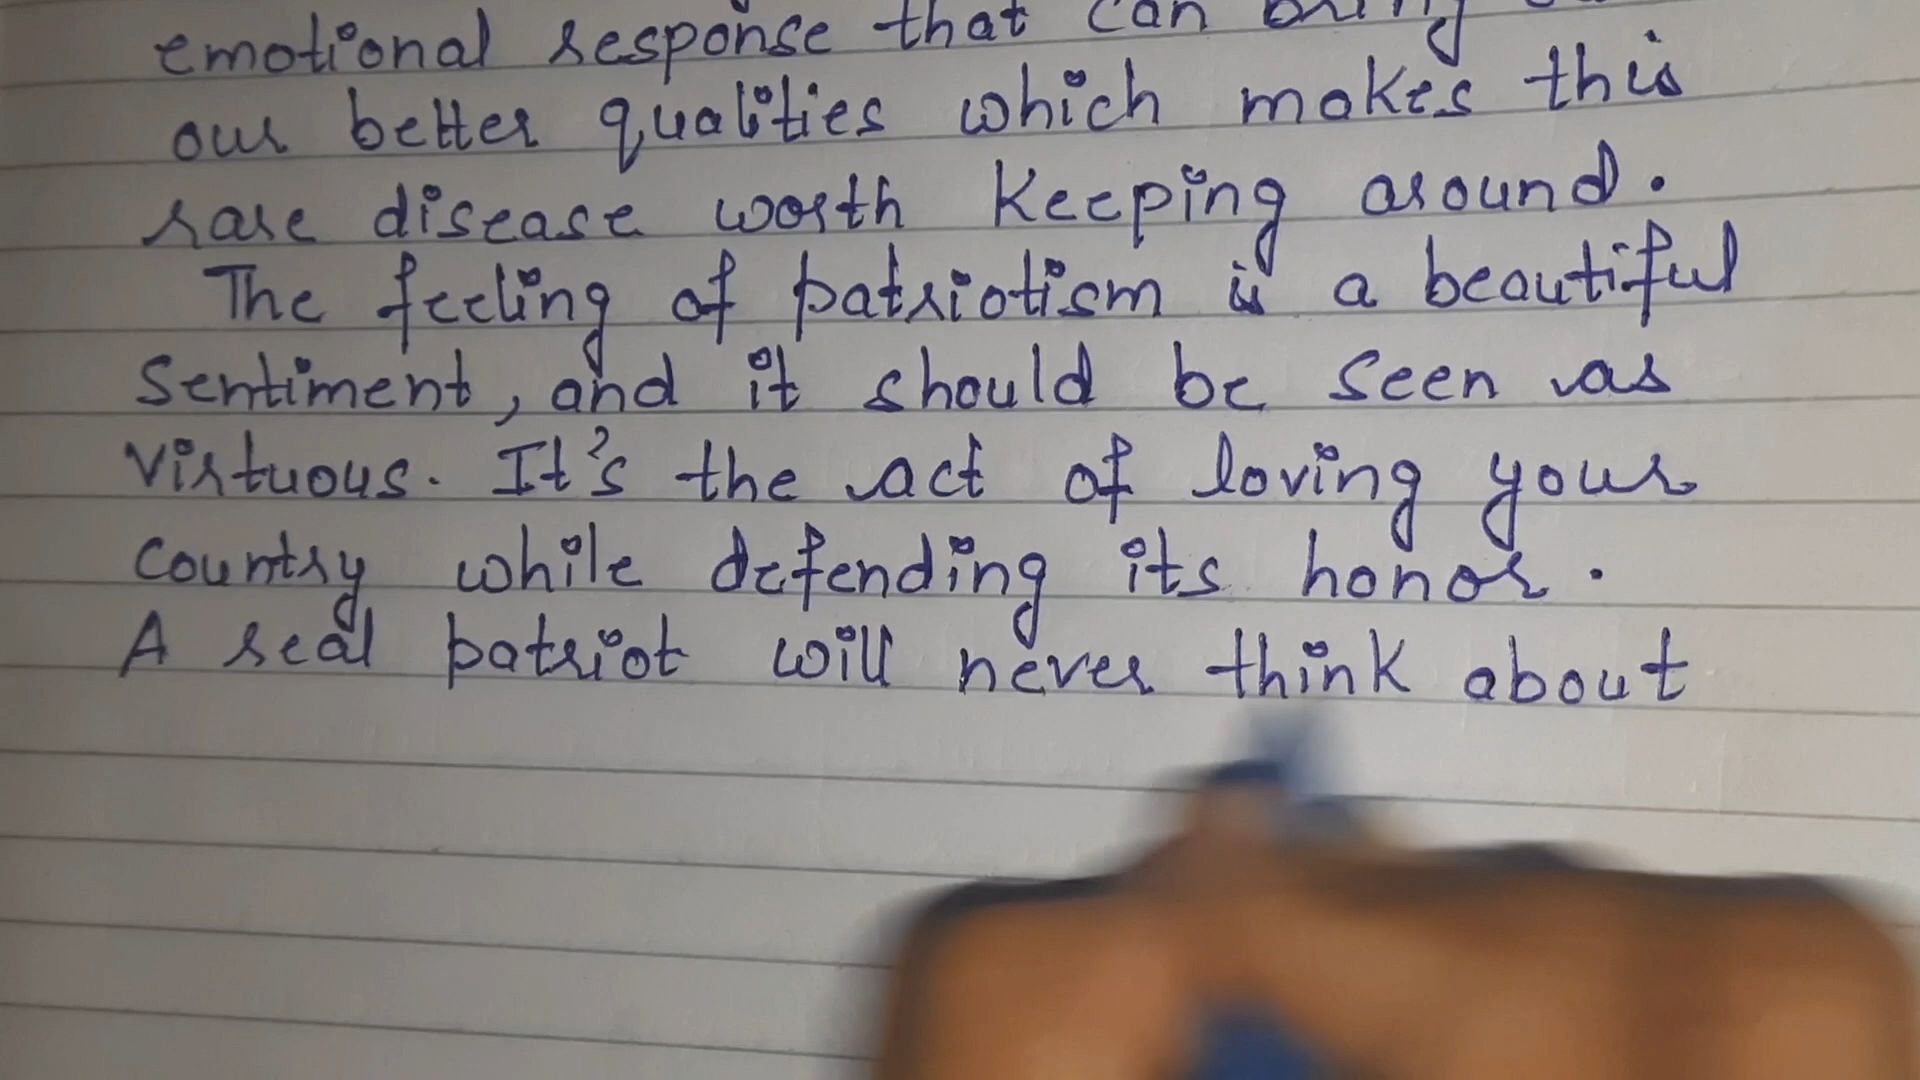 emotional response that can bring
our better qualities which makes this
rare disease worth keeping around.
The feeling of patriotism is a beautiful
Sentiment, and it should be seen as
virtuous. It's the act of loving your
Country while defending its honor.
A real patriot will never think about